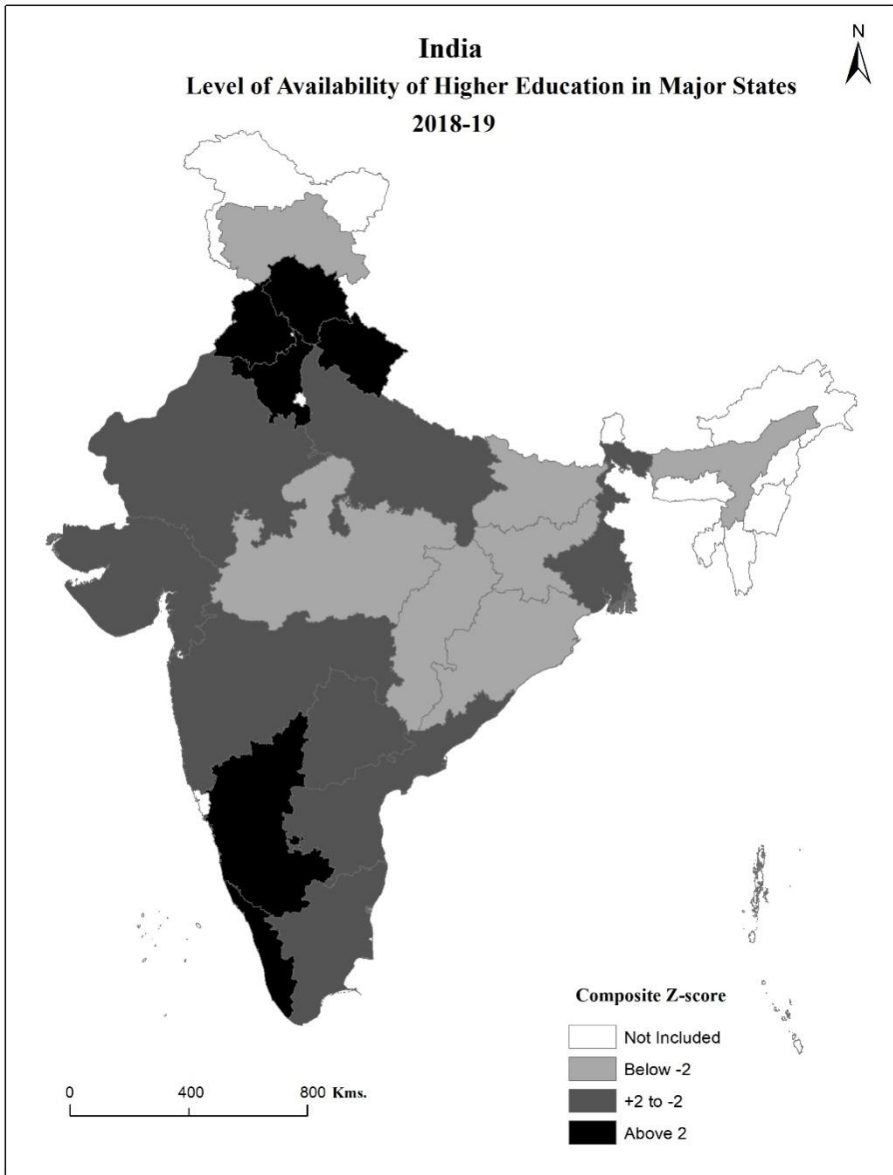 India
N
Level of Availability of Higher Education in Major States
2018-19
Composite Z-score
Not Included
Below -2
+2 to -2
Above 2
0 400 800 Kms.